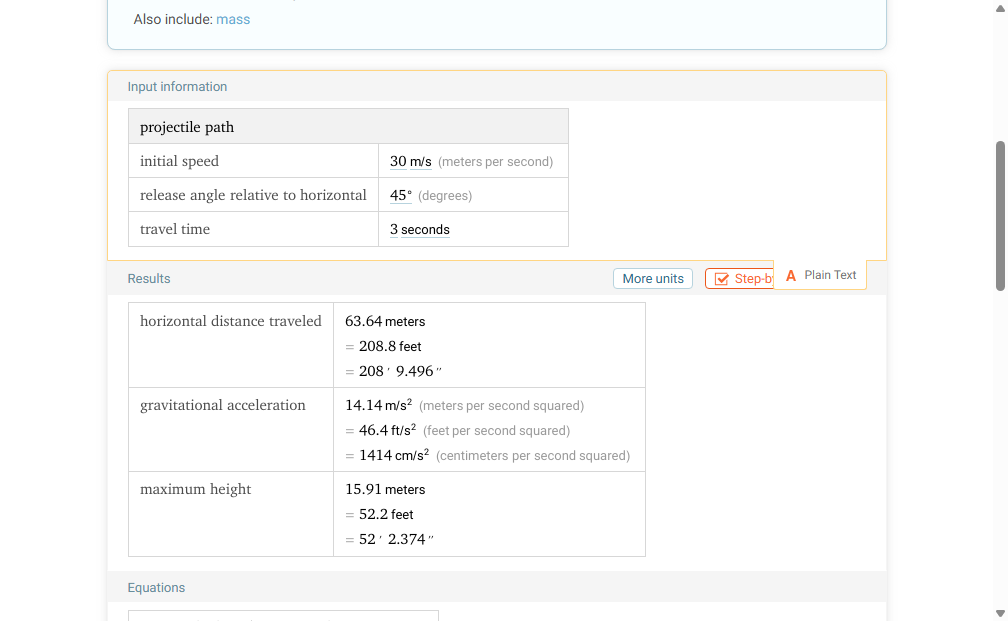 Also include: mass
Input information
projectile path
initial speed 30 m/s (meters per second)
release angle relative to horizontal 45° (degrees)
travel time 3 seconds
Results More units Step-b A Plain Text
horizontal distance traveled 63.64 meters
= 208.8 feet
= 208 ′ 9.496 ″
gravitational acceleration 14.14 m/s² (meters per second squared)
= 46.4 ft/s² (feet per second squared)
= 1414 cm/s² (centimeters per second squared)
maximum height 15.91 meters
= 52.2 feet
= 52 ′ 2.374 ″
Equations